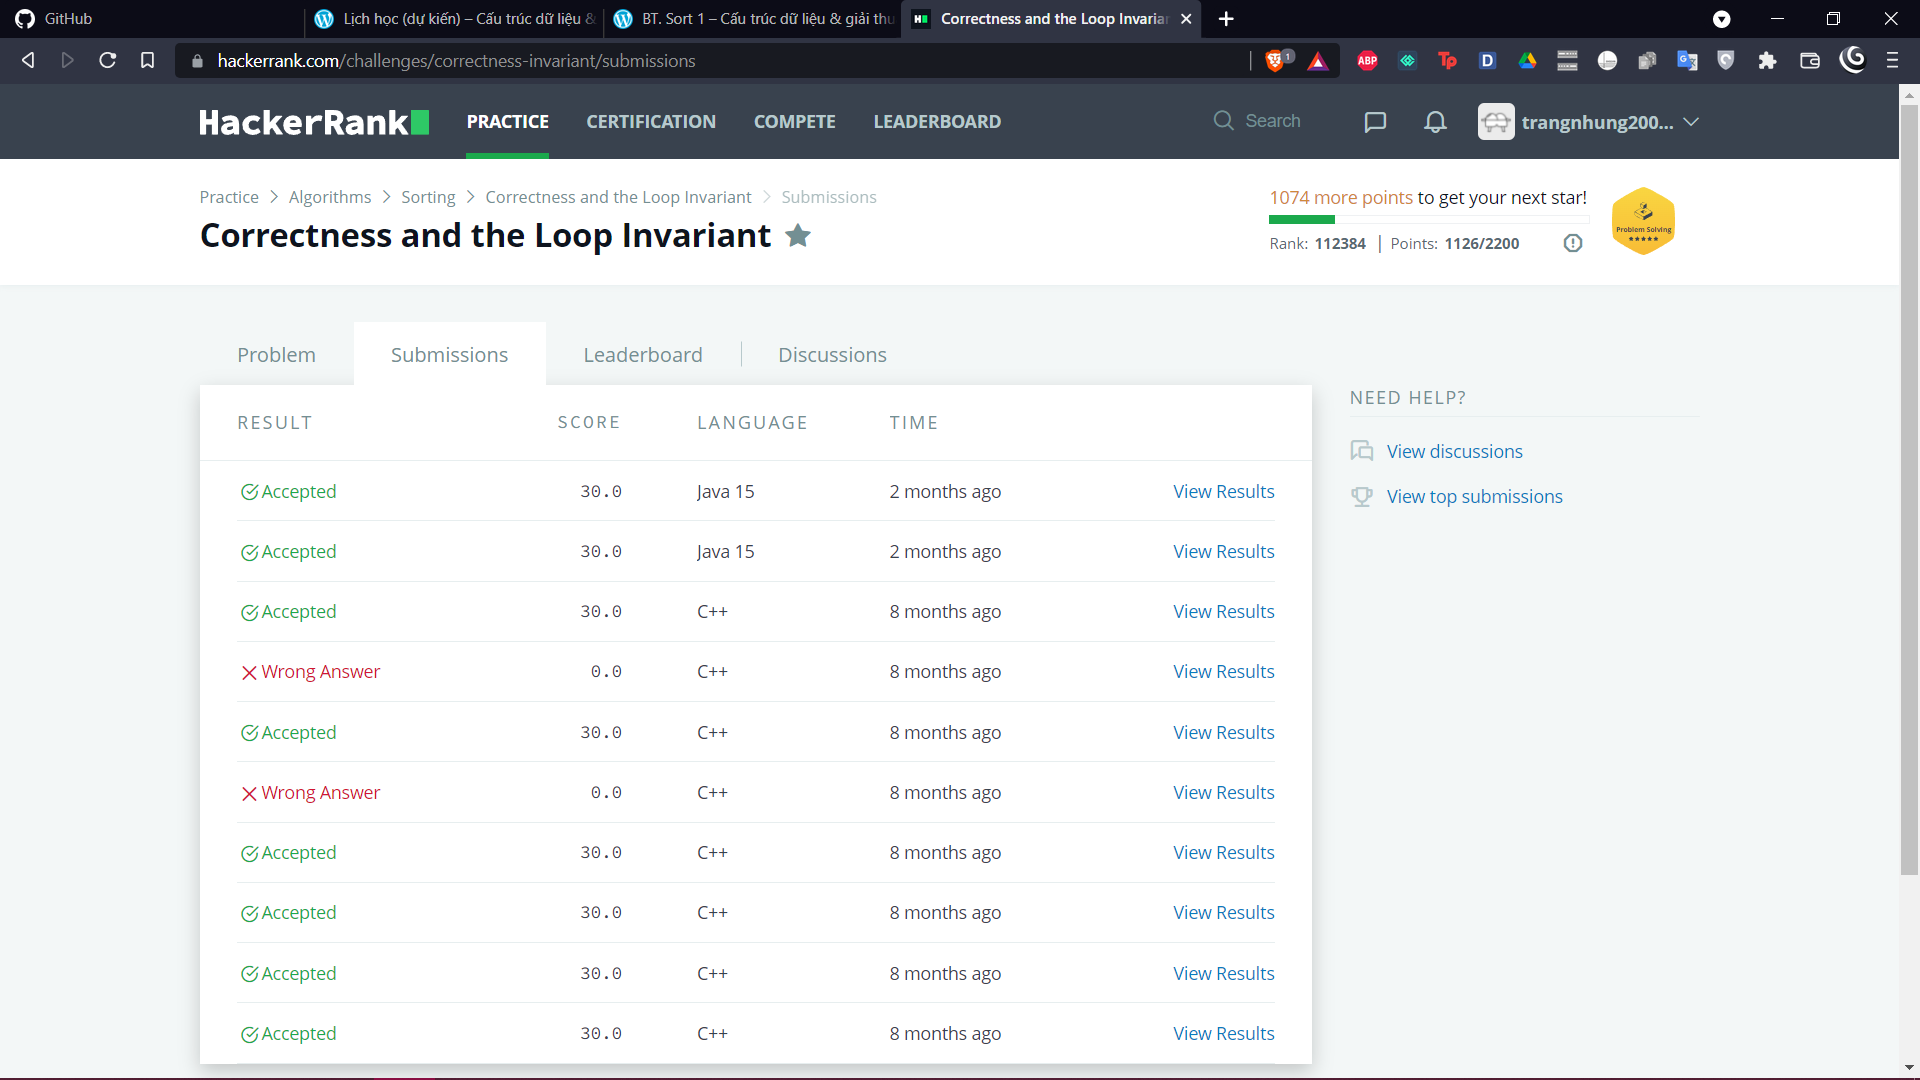 GitHub
Lịch học (dự kiến) – Cấu trúc dữ liệu &
BT. Sort 1 – Cấu trúc dữ liệu & giải thu
Correctness and the Loop Invarian
hackerrank.com/challenges/correctness-invariant/submissions
1
ABP
Tp
D
HackerRank
PRACTICE
CERTIFICATION
COMPETE
LEADERBOARD
Search
trangnhung200...
Practice > Algorithms > Sorting > Correctness and the Loop Invariant > Submissions
Correctness and the Loop Invariant
1074 more points to get your next star!
Rank: 112384 | Points: 1126/2200
Problem Solving
Problem
Submissions
Leaderboard
Discussions
RESULT SCORE LANGUAGE TIME
Accepted 30.0 Java 15 2 months ago View Results
Accepted 30.0 Java 15 2 months ago View Results
Accepted 30.0 C++ 8 months ago View Results
Wrong Answer 0.0 C++ 8 months ago View Results
Accepted 30.0 C++ 8 months ago View Results
Wrong Answer 0.0 C++ 8 months ago View Results
Accepted 30.0 C++ 8 months ago View Results
Accepted 30.0 C++ 8 months ago View Results
Accepted 30.0 C++ 8 months ago View Results
Accepted 30.0 C++ 8 months ago View Results
NEED HELP?
View discussions
View top submissions